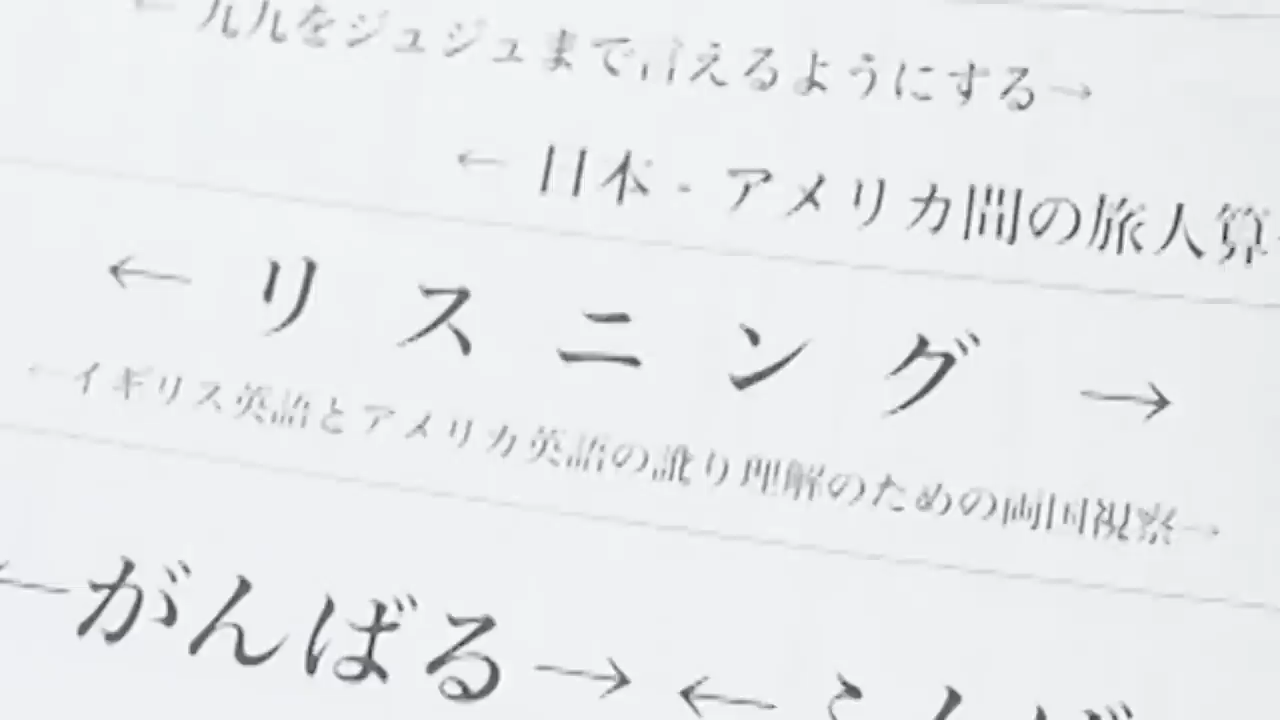 ← 九九をジュジュまで言えるようにする→
← 日本 - アメリカ間の旅人算
← リスニング →
←イギリス英語とアメリカ英語の訛り理解のための両国視察→
←がんばる→ ←